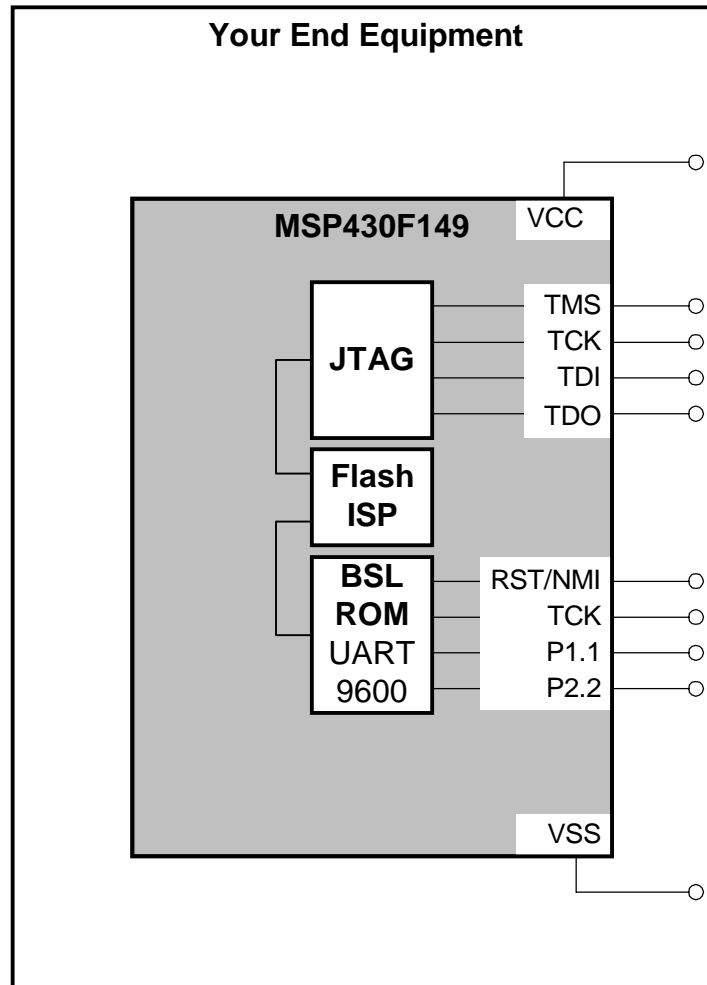 Your End Equipment
VCC
MSP430F149
TMS
JTAG
TCK
TDI
TDO
Flash
ISP
BSL
ROM
UART
9600
RST/NMI
TCK
P1.1
P2.2
VSS